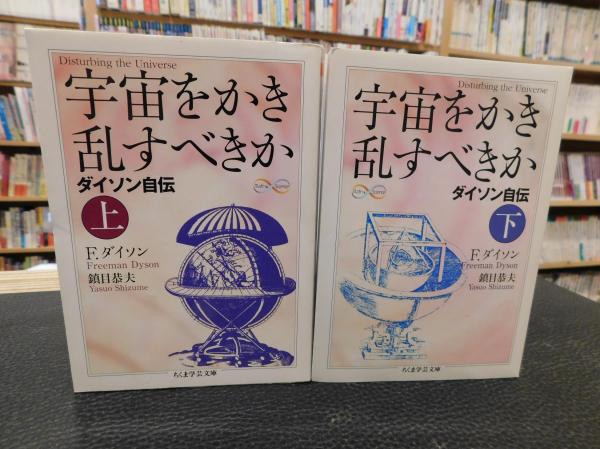 Disturbing the Universe
宇宙をかき
乱すべきか
ダイソン自伝
上
F.ダイソン
Freeman Dyson
鎮目恭夫
Yasuo Shizume
ちくま学芸文庫
Disturbing the Universe
宇宙をかき
乱すべきか
ダイソン自伝
下
F.ダイソン
Freeman Dyson
鎮目恭夫
Yasuo Shizume
ちくま学芸文庫